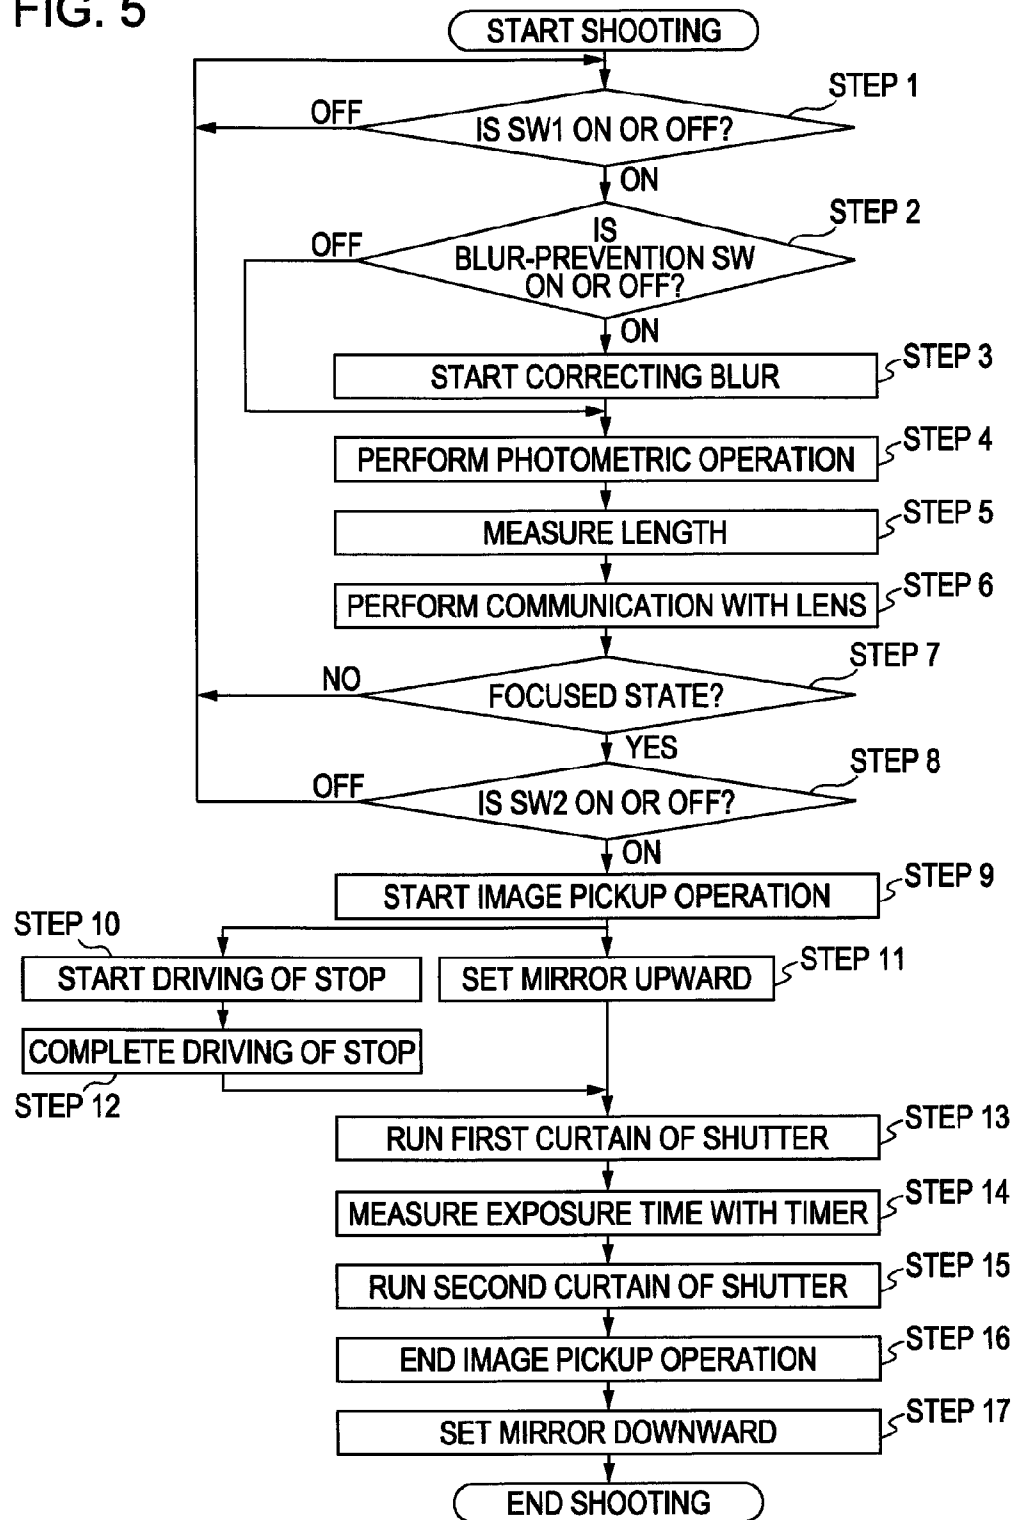 FIG. 5
START SHOOTING
STEP 1
OFF
IS SW1 ON OR OFF?
ON
STEP 2
OFF
IS
BLUR-PREVENTION SW
ON OR OFF?
ON
STEP 3
START CORRECTING BLUR
STEP 4
PERFORM PHOTOMETRIC OPERATION
STEP 5
MEASURE LENGTH
STEP 6
PERFORM COMMUNICATION WITH LENS
STEP 7
NO
FOCUSED STATE?
YES
STEP 8
OFF
IS SW2 ON OR OFF?
ON
STEP 9
START IMAGE PICKUP OPERATION
STEP 10
START DRIVING OF STOP
SET MIRROR UPWARD
STEP 11
COMPLETE DRIVING OF STOP
STEP 12
STEP 13
RUN FIRST CURTAIN OF SHUTTER
STEP 14
MEASURE EXPOSURE TIME WITH TIMER
STEP 15
RUN SECOND CURTAIN OF SHUTTER
STEP 16
END IMAGE PICKUP OPERATION
STEP 17
SET MIRROR DOWNWARD
END SHOOTING